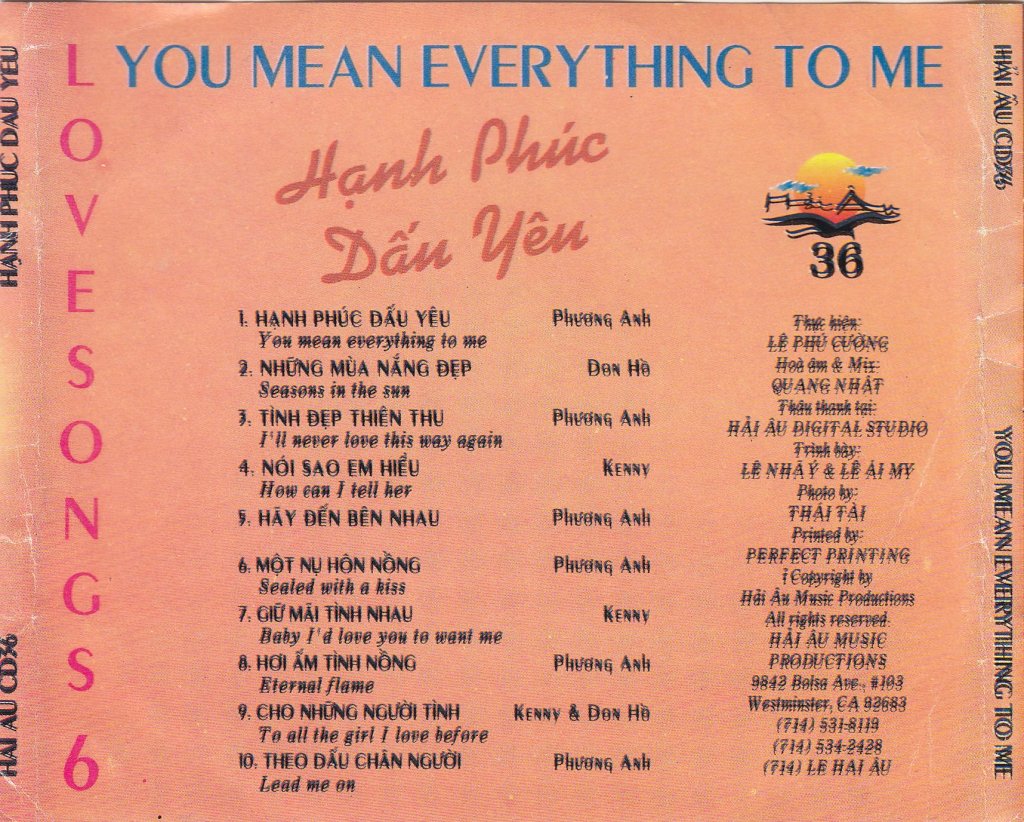 YOU MEAN EVERYTHING TO ME
LOVE SONGS 6
Hạnh Phúc
Dấu Yêu
Hải Âu
36
1. HẠNH PHÚC DẤU YÊU Phương Anh
You mean everything to me
2. NHỮNG MÙA NẮNG ĐẸP Don Hồ
Seasons in the sun
3. TÌNH ĐẸP THIÊN THU Phương Anh
I'll never love this way again
4. NÓI SAO EM HIỂU Kenny
How can I tell her
5. HÃY ĐẾN BÊN NHAU Phương Anh
6. MỘT NỤ HÔN NỒNG Phương Anh
Sealed with a kiss
7. GIỮ MÃI TÌNH NHAU Kenny
Baby I'd love you to want me
8. HƠI ẤM TÌNH NỒNG Phương Anh
Eternal flame
9. CHO NHỮNG NGƯỜI TÌNH Kenny & Don Hồ
To all the girl I love before
10. THEO DẤU CHÂN NGƯỜI Phương Anh
Lead me on
Thực hiện:
LÊ PHÚ CƯỜNG
Hoà âm & Mix:
QUANG NHẬT
Thâu thanh tại:
HẢI ÂU DIGITAL STUDIO
Trình bày:
LÊ NHÃ Ý & LÊ ÁI MY
Photo by:
THÁI TÀI
Printed by:
PERFECT PRINTING
Copyright by
Hải Âu Music Productions
All rights reserved.
HẢI ÂU MUSIC
PRODUCTIONS
9842 Bolsa Ave., #103
Westminster, CA 92683
(714) 531-8119
(714) 534-2428
(714) LE HAI ÂU
HẠNH PHÚC DẤU YÊU
HẢI ÂU CD36
HẢI ÂU CD36
YOU MEAN EVERYTHING TO ME